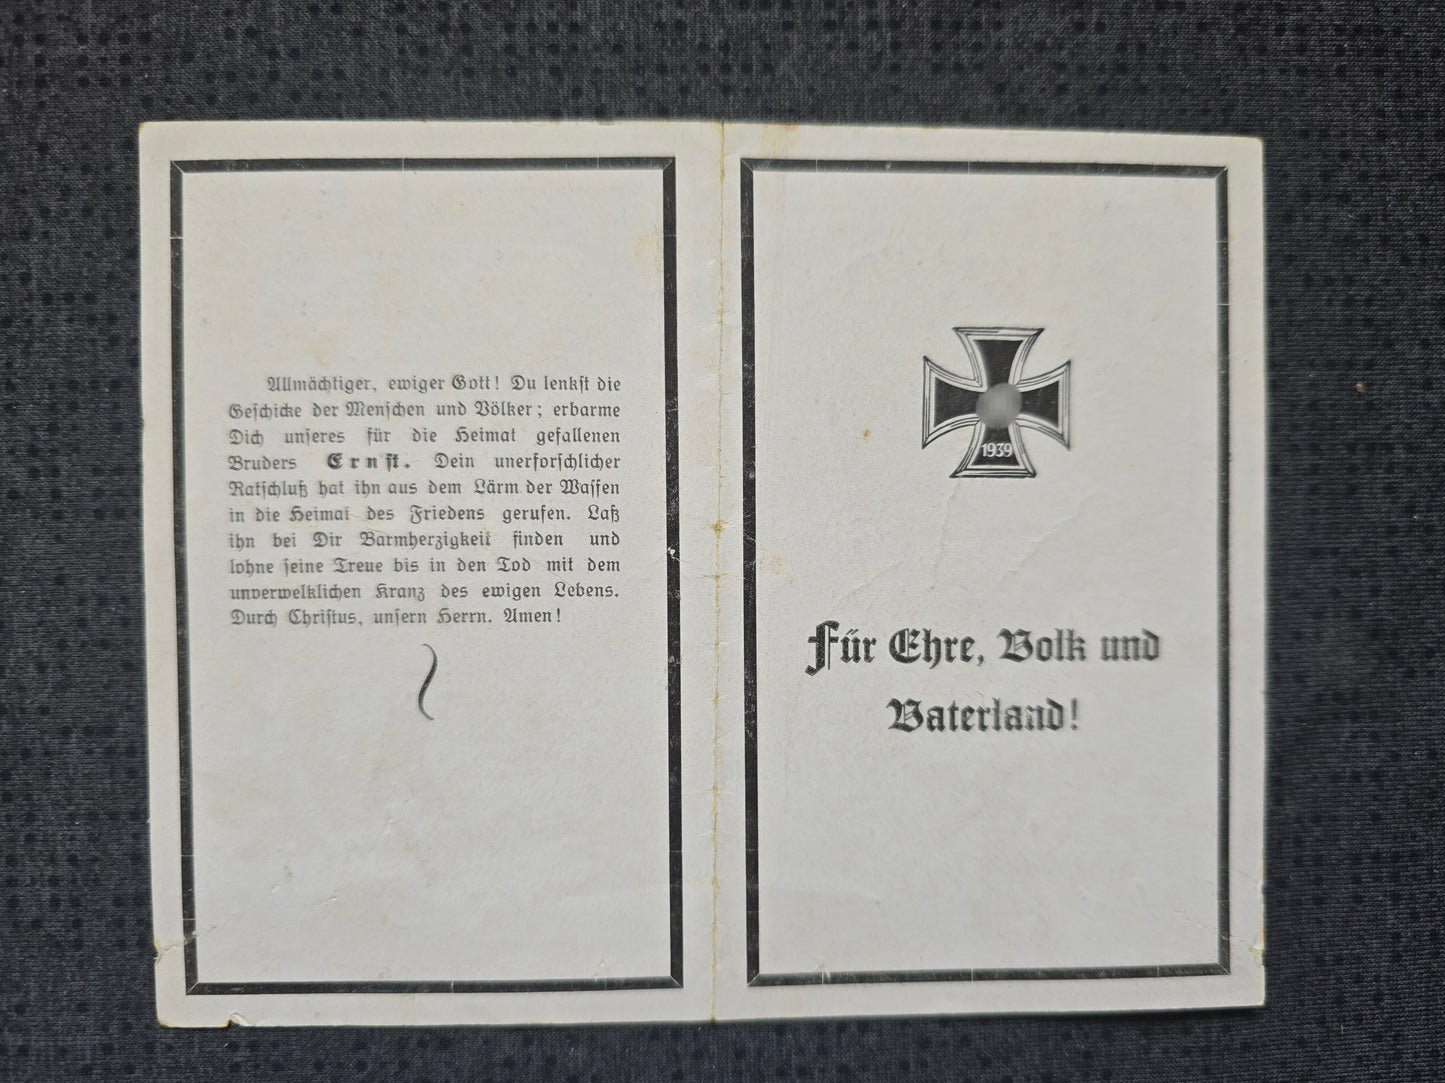 Allmächtiger, ewiger Gott! Du lenkst die
Geschicke der Menschen und Völker; erbarme
Dich unseres für die Heimat gefallenen
Bruders Ernst. Dein unerforschlicher
Ratschluß hat ihn aus dem Lärm der Waffen
in die Heimat des Friedens gerufen. Laß
ihn bei Dir Barmherzigkeit finden und
lohne seine Treue bis in den Tod mit dem
unverwelklichen Kranz des ewigen Lebens.
Durch Christus, unsern Herrn. Amen!
1939
Für Ehre, Volk und
Vaterland!